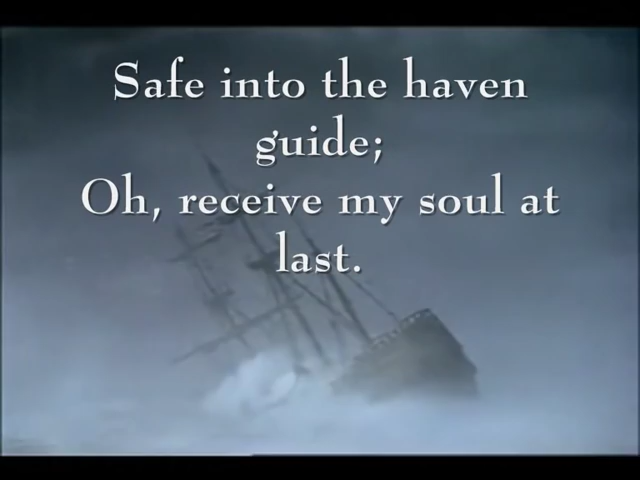 Safe into the haven
guide;
Oh, receive my soul at
last.